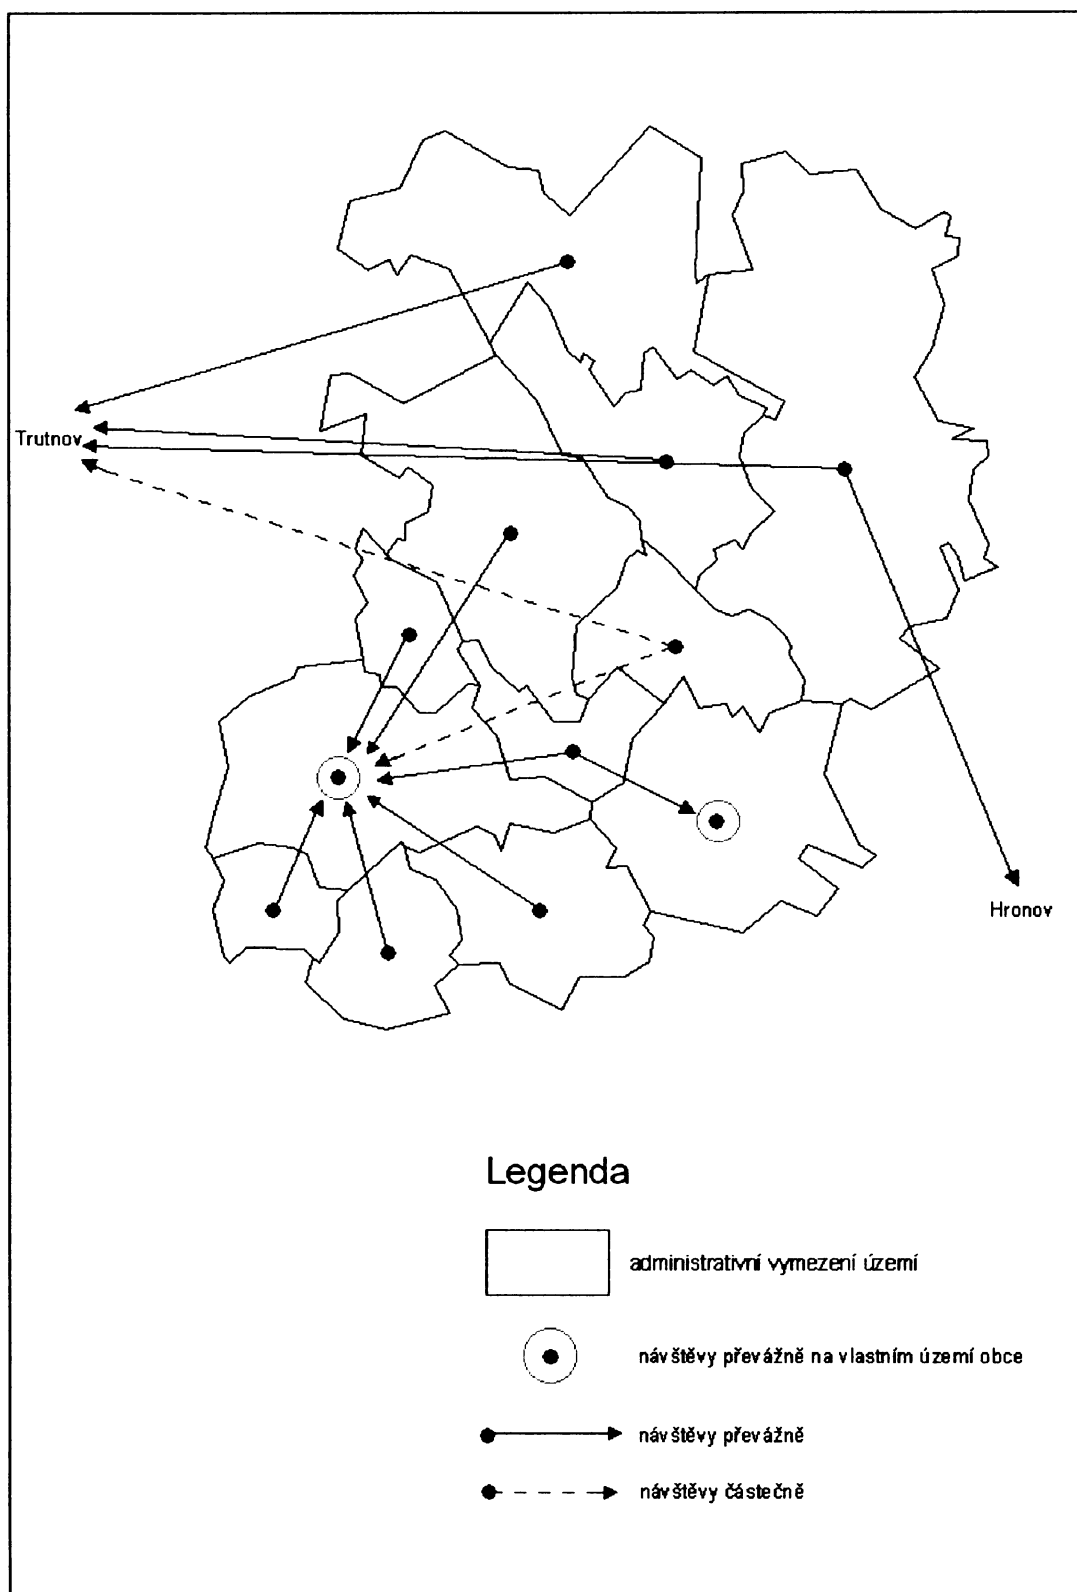 Trutnov
Hronov
Legenda
administrativní vymezení území
návštěvy převážně na vlastním území obce
návštěvy převážně
návštěvy částečně